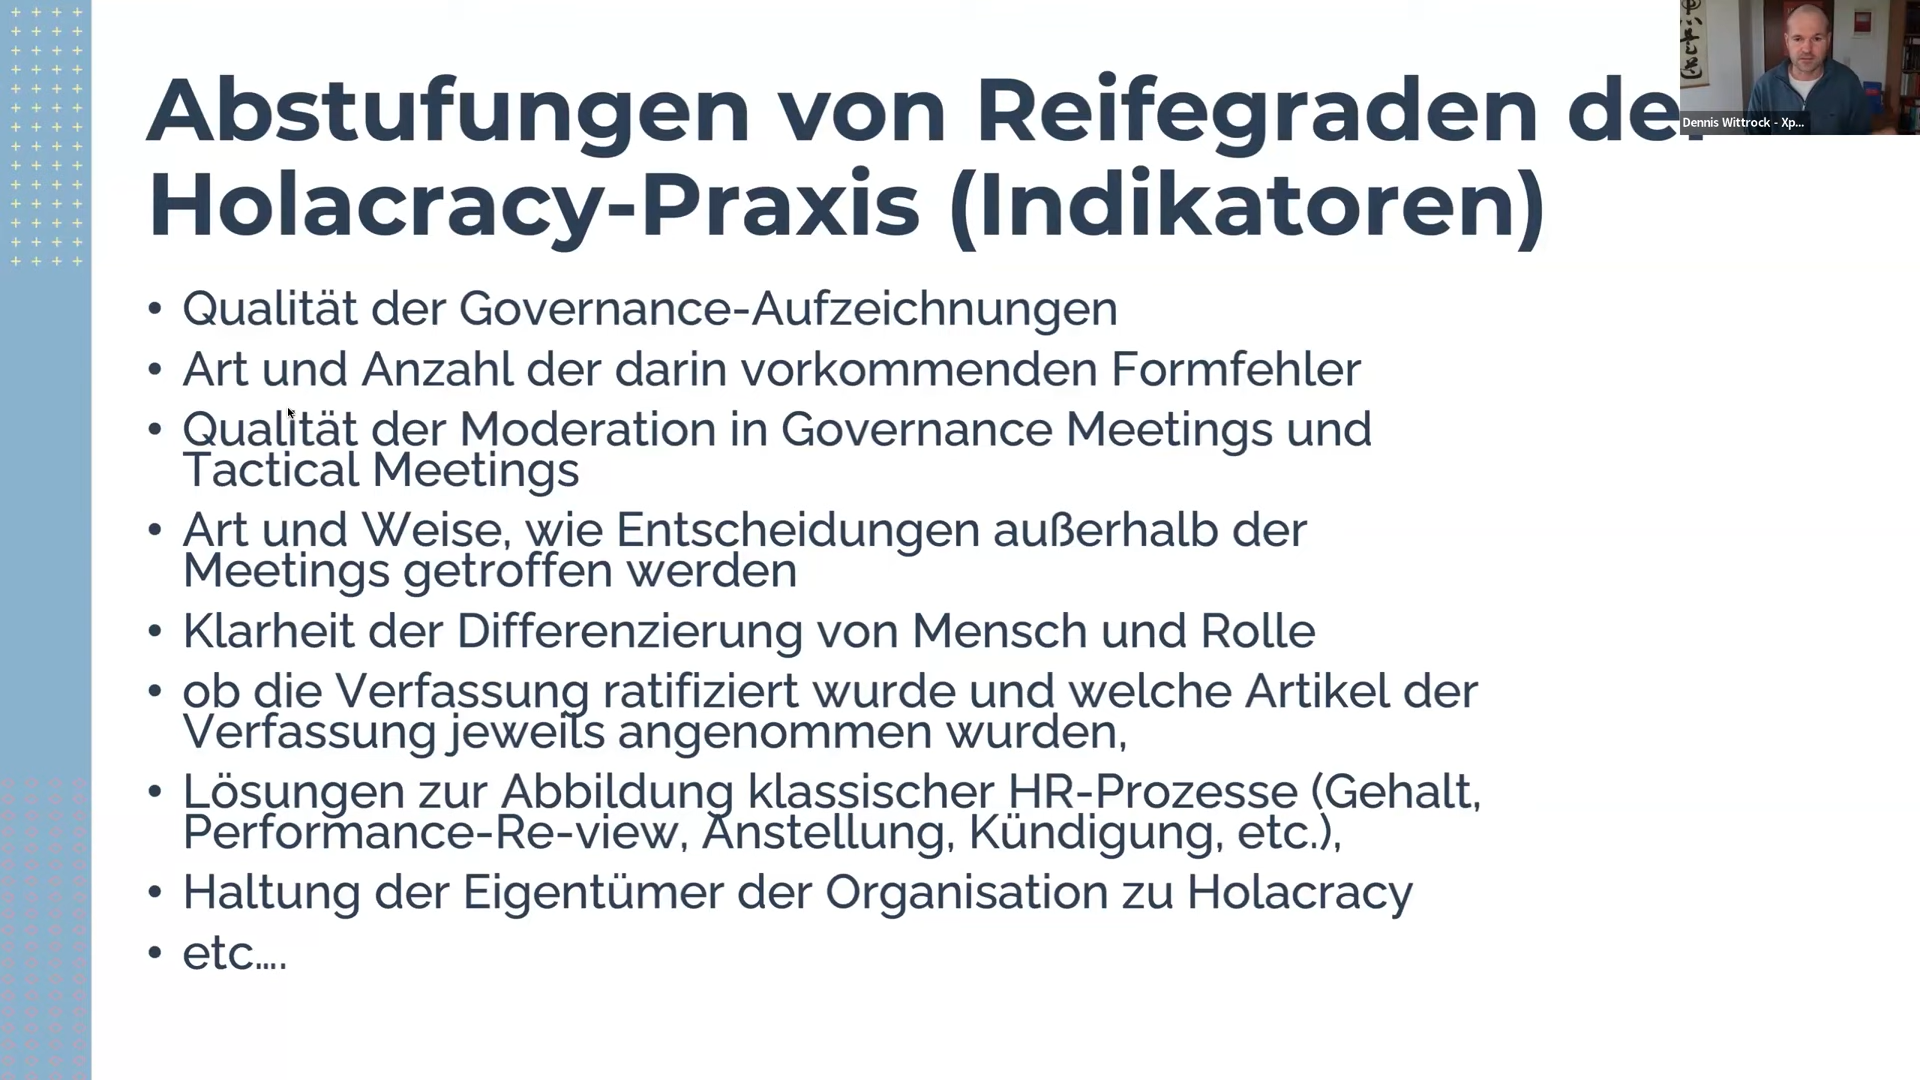 Abstufungen von Reifegraden der
Holacracy-Praxis (Indikatoren)
• Qualität der Governance-Aufzeichnungen
• Art und Anzahl der darin vorkommenden Formfehler
• Qualität der Moderation in Governance Meetings und
Tactical Meetings
• Art und Weise, wie Entscheidungen außerhalb der
Meetings getroffen werden
• Klarheit der Differenzierung von Mensch und Rolle
• ob die Verfassung ratifiziert wurde und welche Artikel der
Verfassung jeweils angenommen wurden,
• Lösungen zur Abbildung klassischer HR-Prozesse (Gehalt,
Performance-Re-view, Anstellung, Kündigung, etc.),
• Haltung der Eigentümer der Organisation zu Holacracy
• etc....
Dennis Wittrock - Xp...